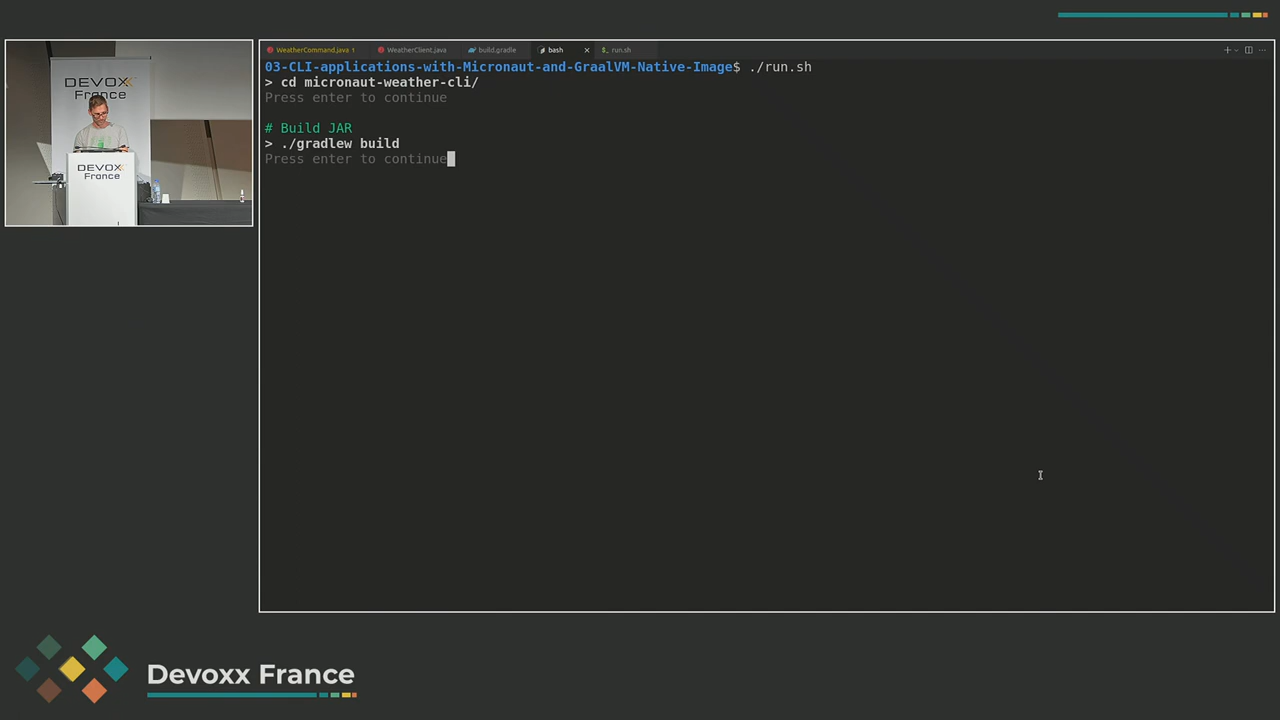 DEVOXX
France
DEVOXX
France
WeatherCommand.java 1
WeatherClient.java
build.gradle
bash
run.sh
03-CLI-applications-with-Micronaut-and-GraalVM-Native-Image$ ./run.sh
> cd micronaut-weather-cli/
Press enter to continue
# Build JAR
> ./gradlew build
Press enter to continue
Devoxx France